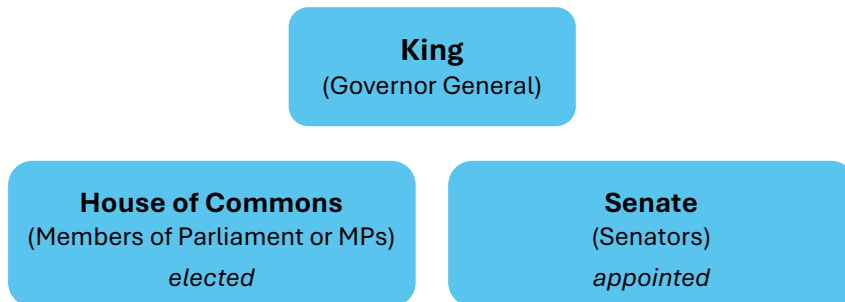 King
(Governor General)
House of Commons
(Members of Parliament or MPs)
elected
Senate
(Senators)
appointed